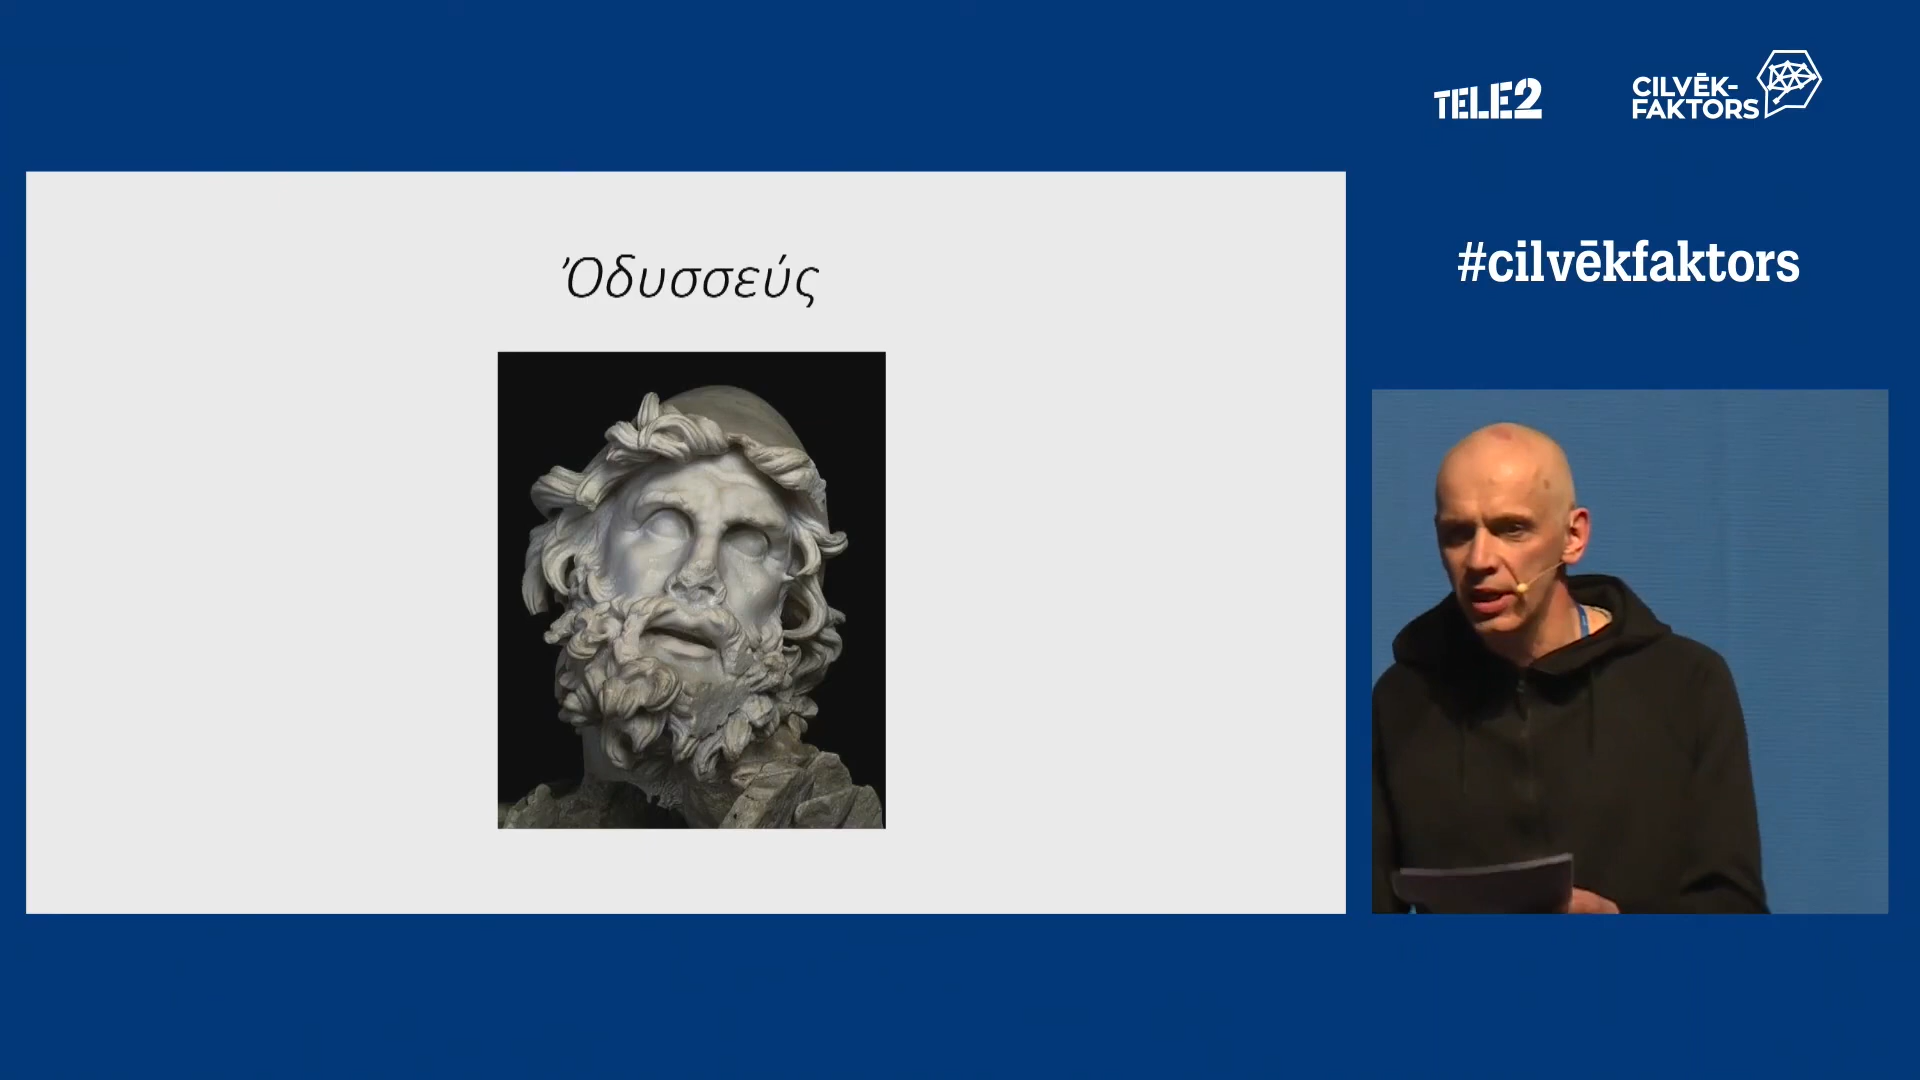 TELE2
CILVĒK-
FAKTORS
#cilvēkfaktors
Ὀδυσσεύς